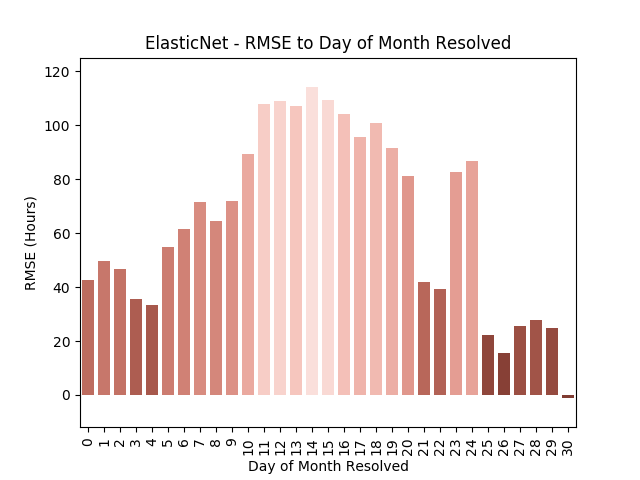 ElasticNet - RMSE to Day of Month Resolved
120
100
80
60
40
20
0
RMSE (Hours)
0 1 2 3 4 5 6 7 8 9 10 11 12 13 14 15 16 17 18 19 20 21 22 23 24 25 26 27 28 29 30
Day of Month Resolved